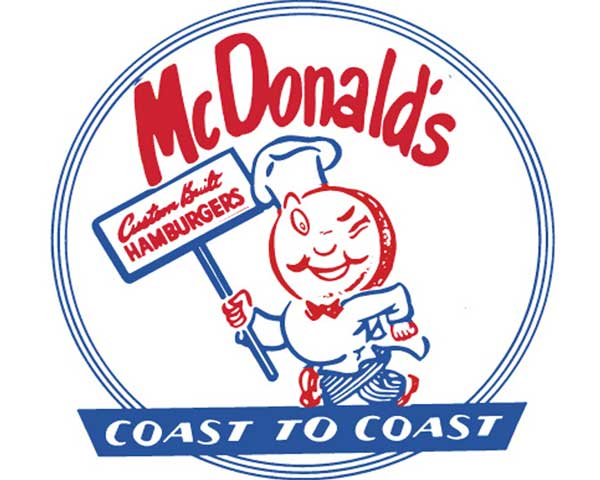 McDonald's
Custom Built
HAMBURGERS
COAST TO COAST